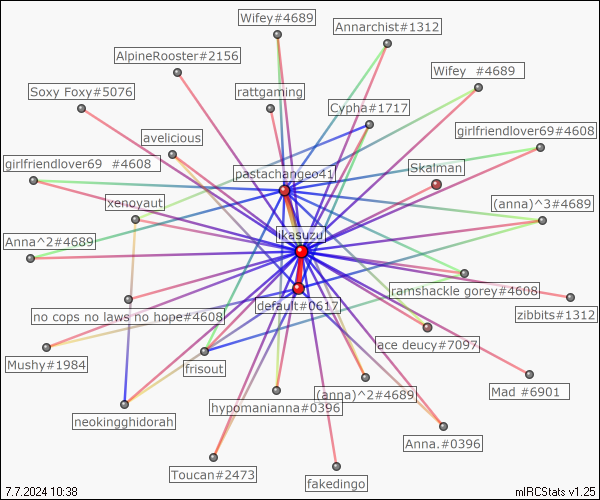 Wifey#4689
Annarchist#1312
AlpineRooster#2156
Wifey  #4689
Soxy Foxy#5076
rattgaming
Cypha#1717
avelicious
girlfriendlover69#4608
girlfriendlover69  #4608
pastachangeo41
Skalman
xenoyaut
(anna)^3#4689
Anna^2#4689
ikasuzu
ramshackle gorey#4608
default#0617
zibbits#1312
no cops no laws no hope#4608
ace deucy#7097
Mushy#1984
frisout
Mad #6901
(anna)^2#4689
hypomanianna#0396
neokingghidorah
Anna.#0396
Toucan#2473
fakedingo
7.7.2024 10:38
mIRCStats v1.25